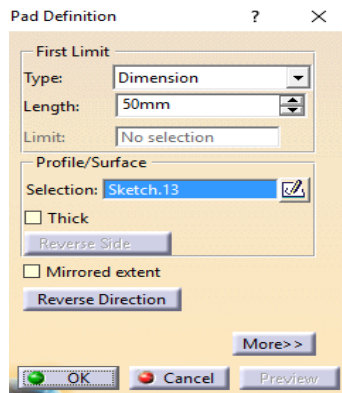 Pad Definition ? ×
First Limit
Type: Dimension
Length: 50mm
Limit: No selection
Profile/Surface
Selection: Sketch.13
Thick
Reverse Side
Mirrored extent
Reverse Direction
More>>
OK Cancel Preview